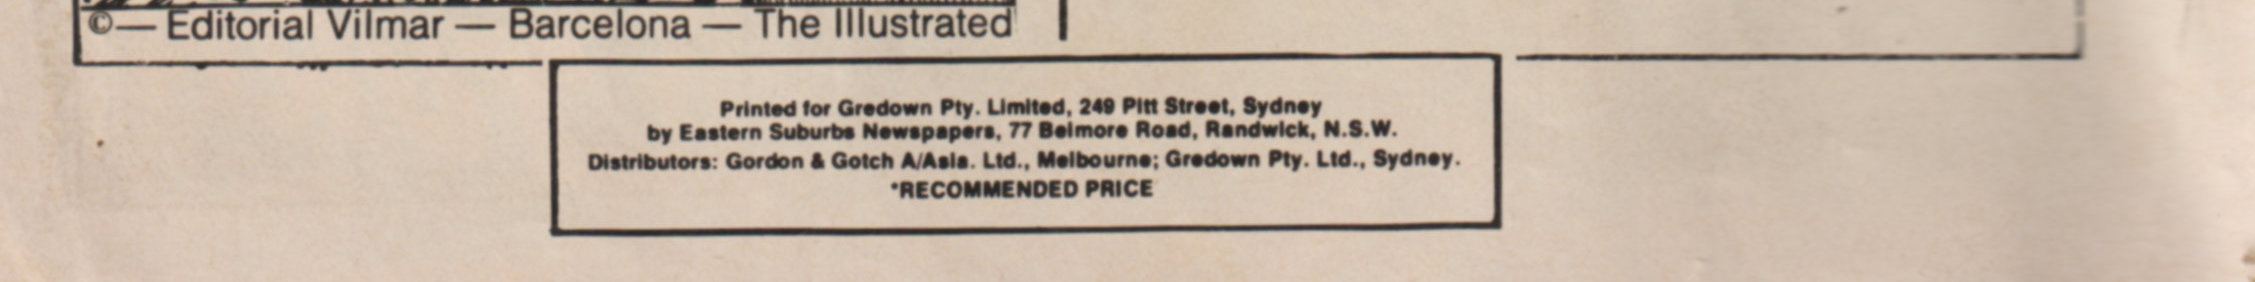 ©— Editorial Vilmar — Barcelona — The Illustrated
Printed for Gredown Pty. Limited, 249 Pitt Street, Sydney
by Eastern Suburbs Newspapers, 77 Belmore Road, Randwick, N.S.W.
Distributors: Gordon & Gotch A/Asia. Ltd., Melbourne; Gredown Pty. Ltd., Sydney.
*RECOMMENDED PRICE